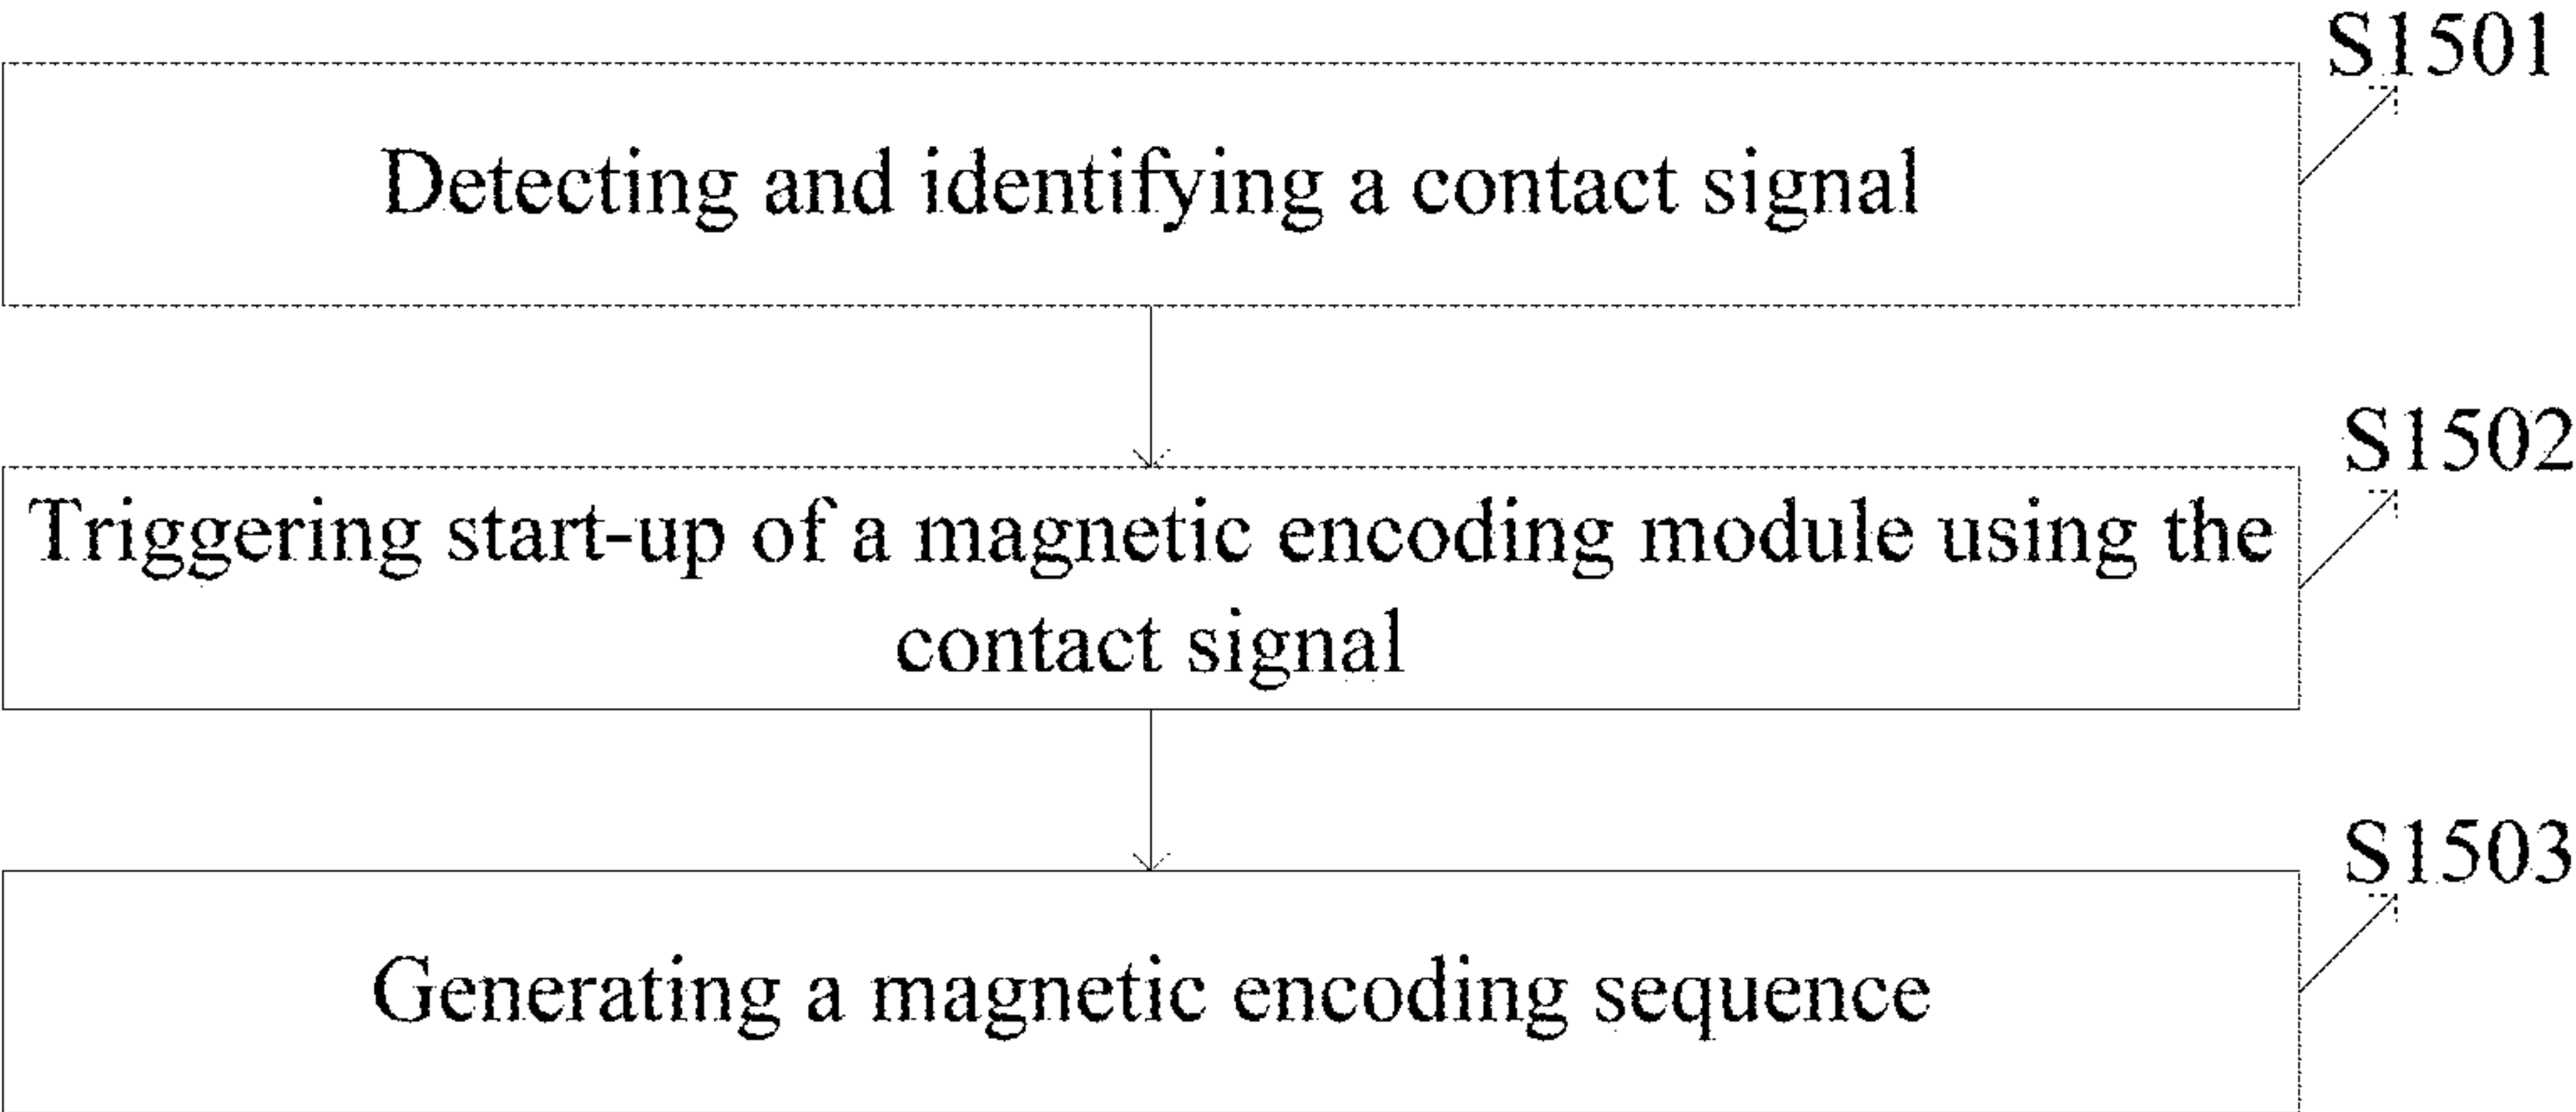 S1501
Detecting and identifying a contact signal
S1502
Triggering start-up of a magnetic encoding module using the
contact signal
S1503
Generating a magnetic encoding sequence